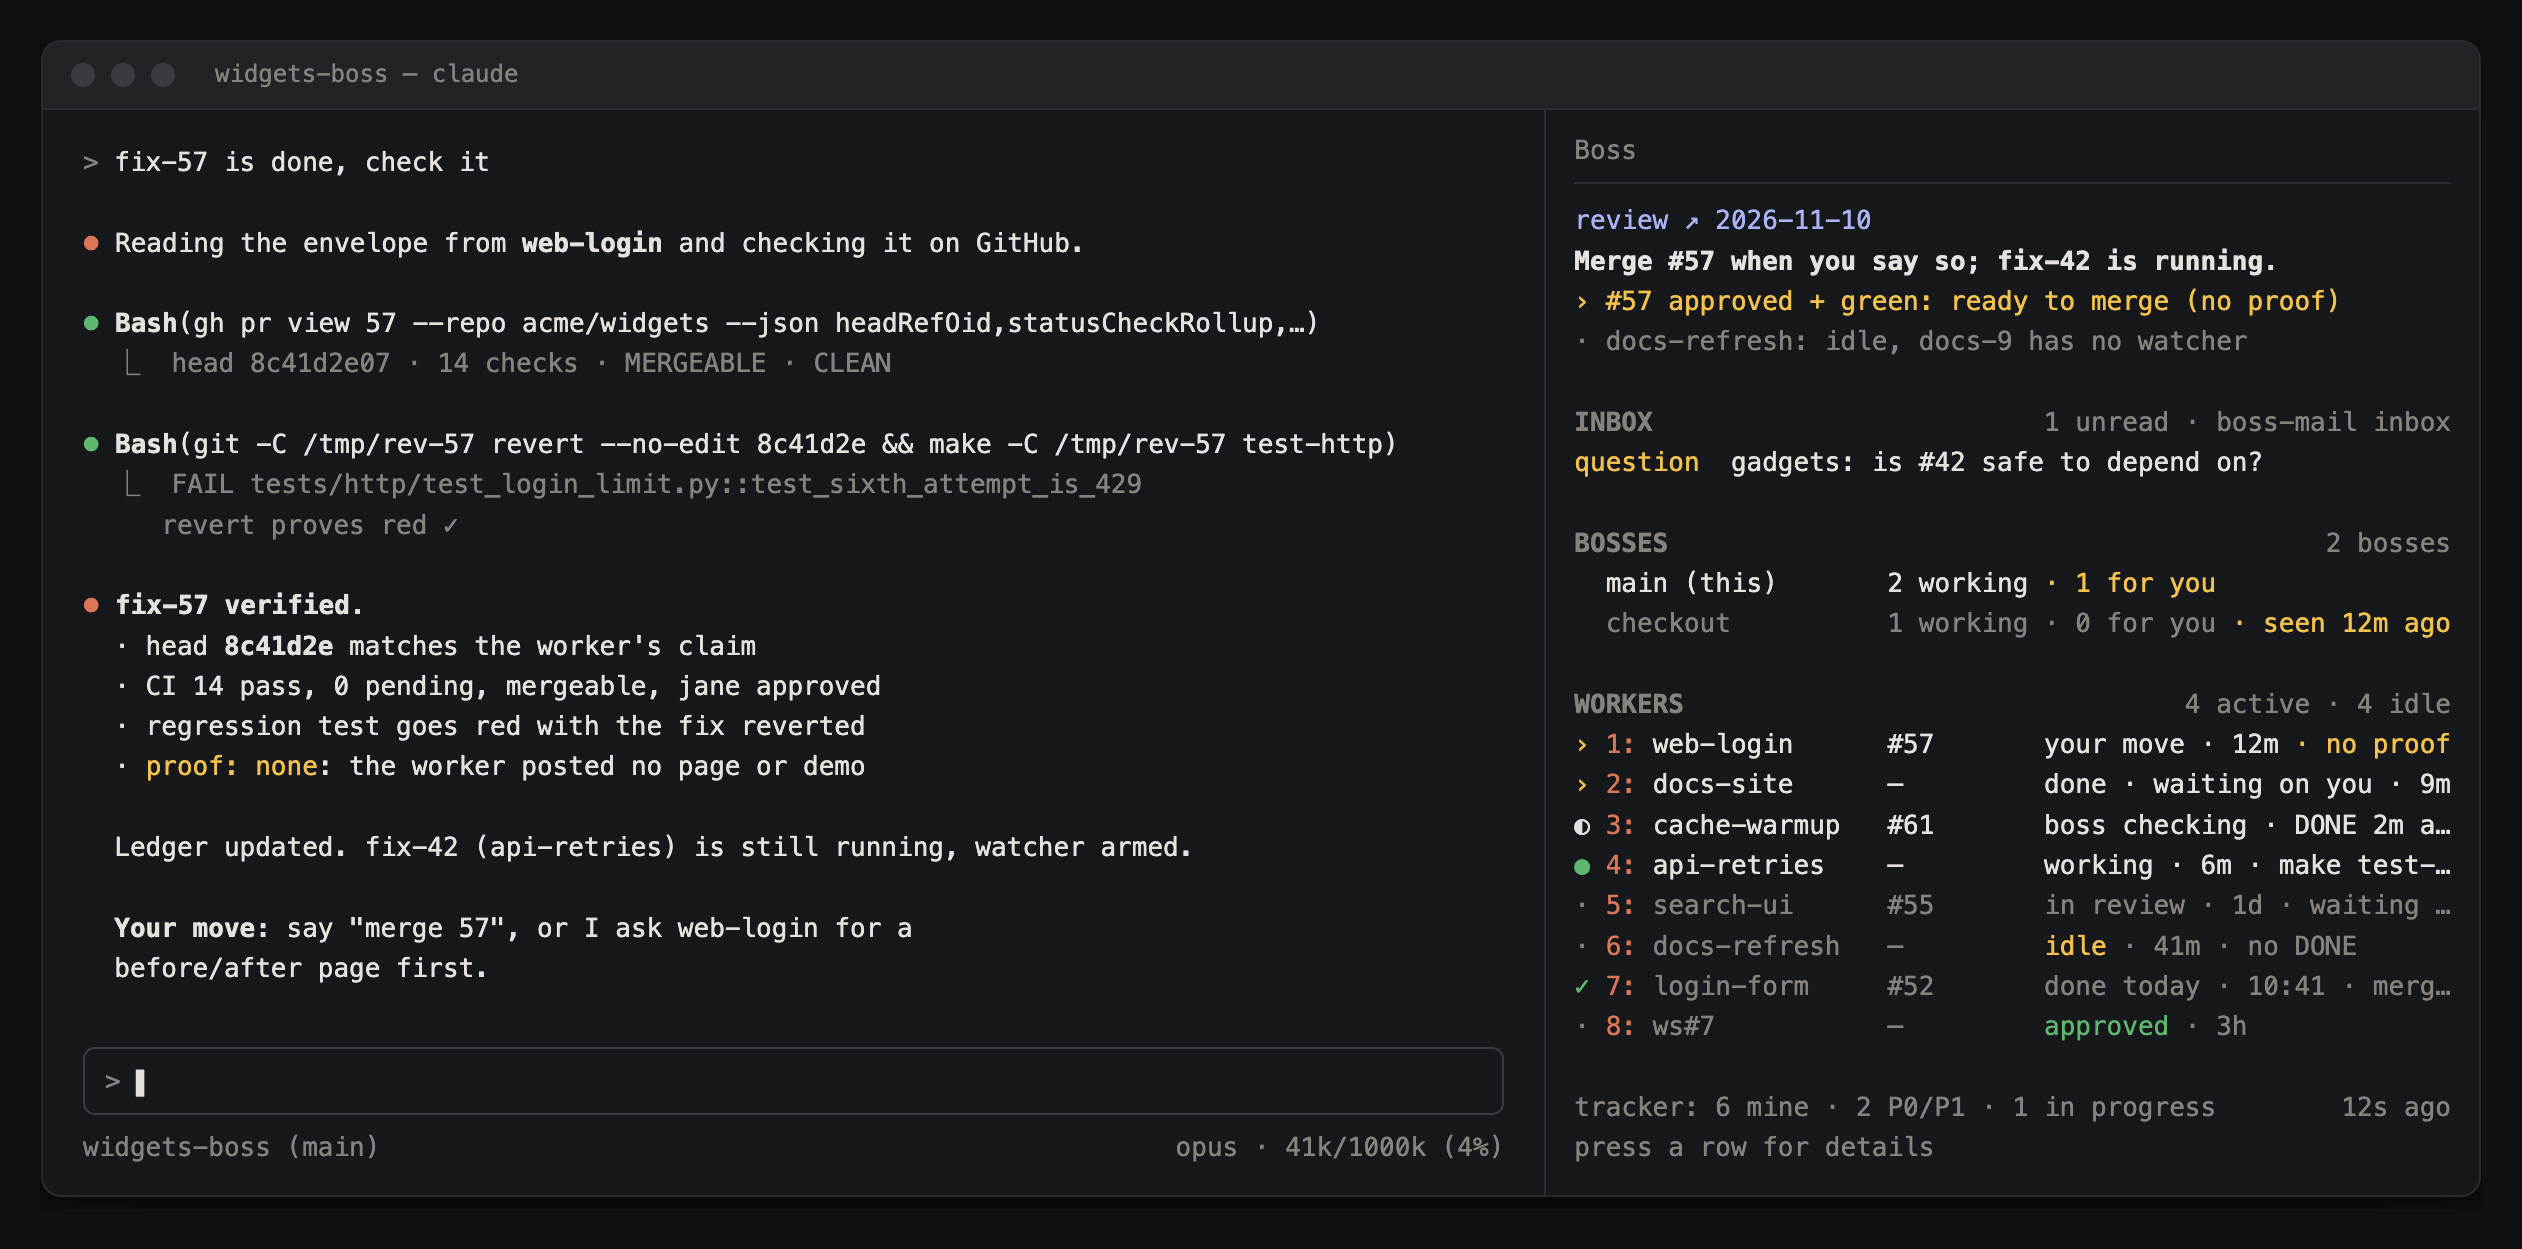 widgets-boss — claude
> fix-57 is done, check it
● Reading the envelope from web-login and checking it on GitHub.
● Bash(gh pr view 57 --repo acme/widgets --json headRefOid,statusCheckRollup,…)
⎿ head 8c41d2e07 · 14 checks · MERGEABLE · CLEAN
● Bash(git -C /tmp/rev-57 revert --no-edit 8c41d2e && make -C /tmp/rev-57 test-http)
⎿ FAIL tests/http/test_login_limit.py::test_sixth_attempt_is_429
revert proves red ✓
● fix-57 verified.
· head 8c41d2e matches the worker's claim
· CI 14 pass, 0 pending, mergeable, jane approved
· regression test goes red with the fix reverted
· proof: none: the worker posted no page or demo
Ledger updated. fix-42 (api-retries) is still running, watcher armed.
Your move: say "merge 57", or I ask web-login for a
before/after page first.
>
widgets-boss (main) opus · 41k/1000k (4%)
Boss
review ↗ 2026-11-10
Merge #57 when you say so; fix-42 is running.
› #57 approved + green: ready to merge (no proof)
· docs-refresh: idle, docs-9 has no watcher
INBOX 1 unread · boss-mail inbox
question gadgets: is #42 safe to depend on?
BOSSES 2 bosses
main (this) 2 working · 1 for you
checkout 1 working · 0 for you · seen 12m ago
WORKERS 4 active · 4 idle
› 1: web-login #57 your move · 12m · no proof
› 2: docs-site — done · waiting on you · 9m
◐ 3: cache-warmup #61 boss checking · DONE 2m a…
● 4: api-retries — working · 6m · make test-…
· 5: search-ui #55 in review · 1d · waiting …
· 6: docs-refresh — idle · 41m · no DONE
✓ 7: login-form #52 done today · 10:41 · merg…
· 8: ws#7 — approved · 3h
tracker: 6 mine · 2 P0/P1 · 1 in progress 12s ago
press a row for details